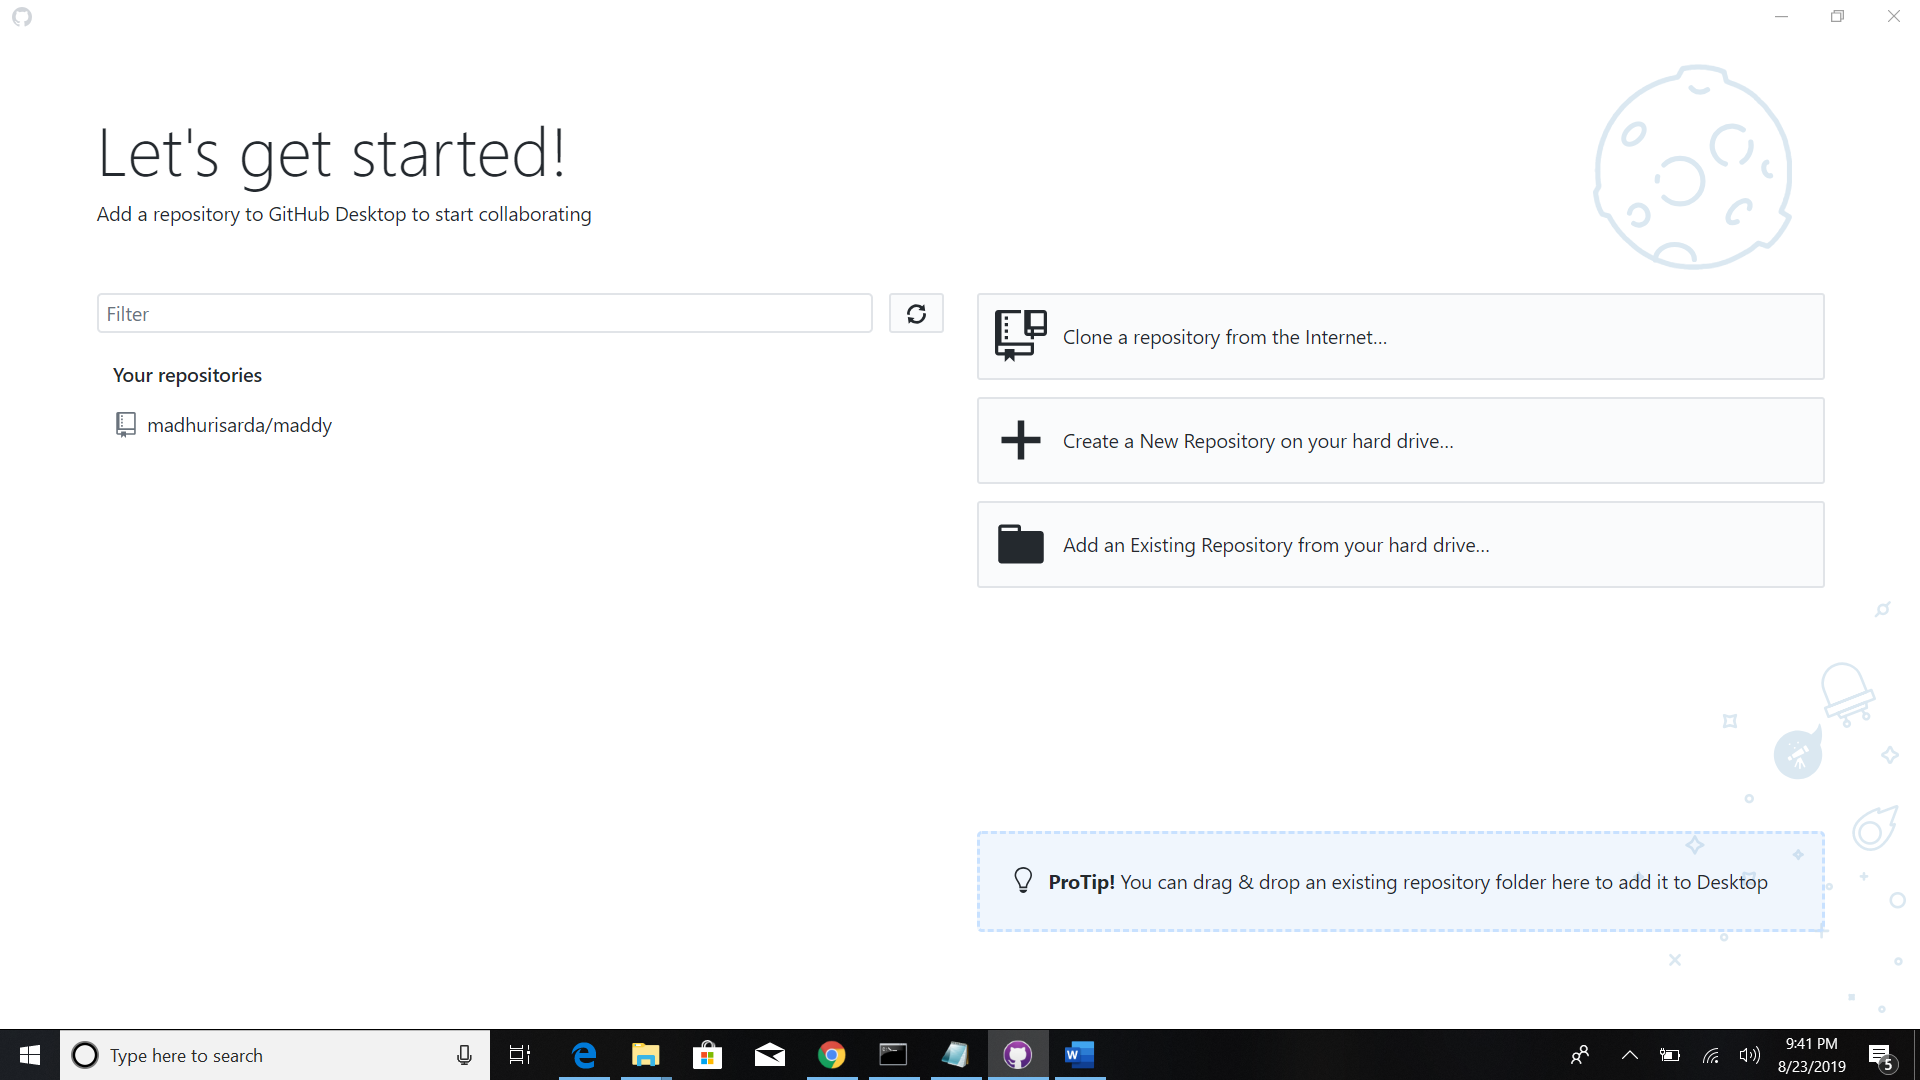 Let's get started!
Add a repository to GitHub Desktop to start collaborating
Filter
Your repositories
madhurisarda/maddy
Clone a repository from the Internet...
Create a New Repository on your hard drive...
Add an Existing Repository from your hard drive...
ProTip! You can drag & drop an existing repository folder here to add it to Desktop
Type here to search
W
9:41 PM
8/23/2019
5